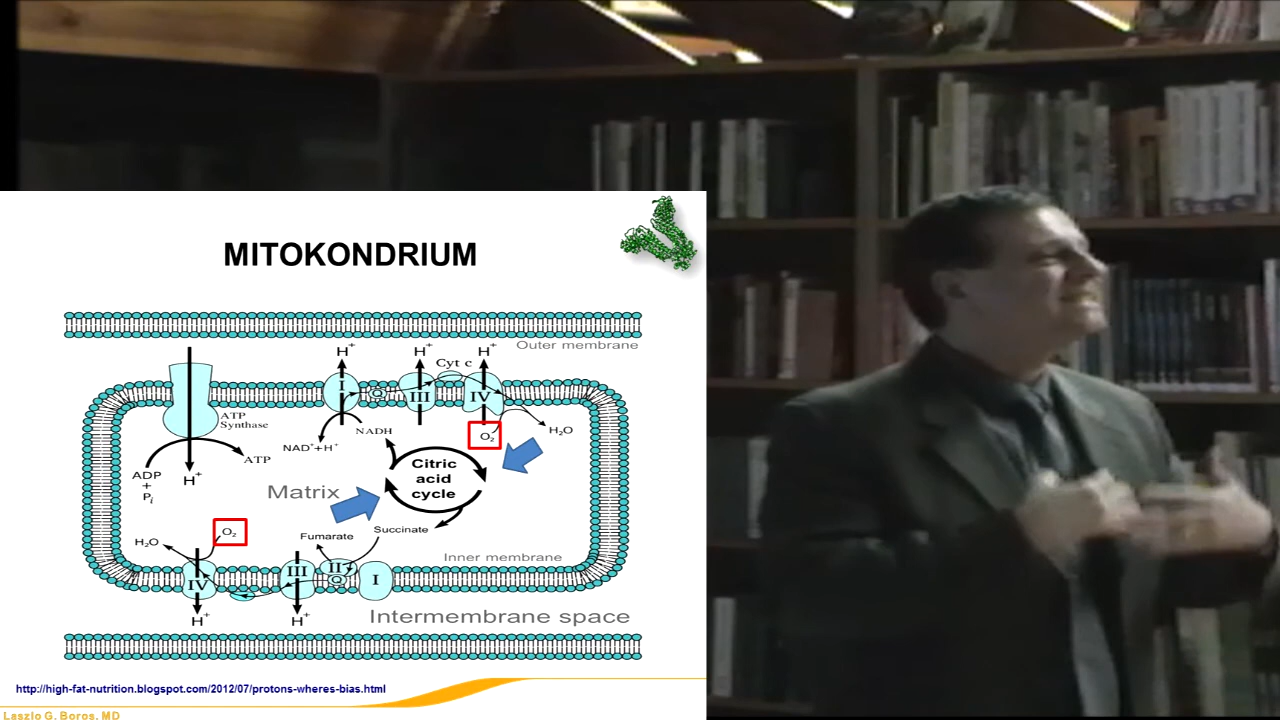 MITOKONDRIUM
Outer membrane
H+
H+
H+
Cyt c
I
Q
III
IV
ATP
Synthase
NADH
O2
H2O
NAD++H+
ATP
ADP
+
Pi
H+
Citric
acid
cycle
Matrix
O2
H2O
Fumarate
Succinate
Inner membrane
IV
III
II
Q
I
H+
H+
Intermembrane space
http://high-fat-nutrition.blogspot.com/2012/07/protons-wheres-bias.html
Laszlo G. Boros, MD